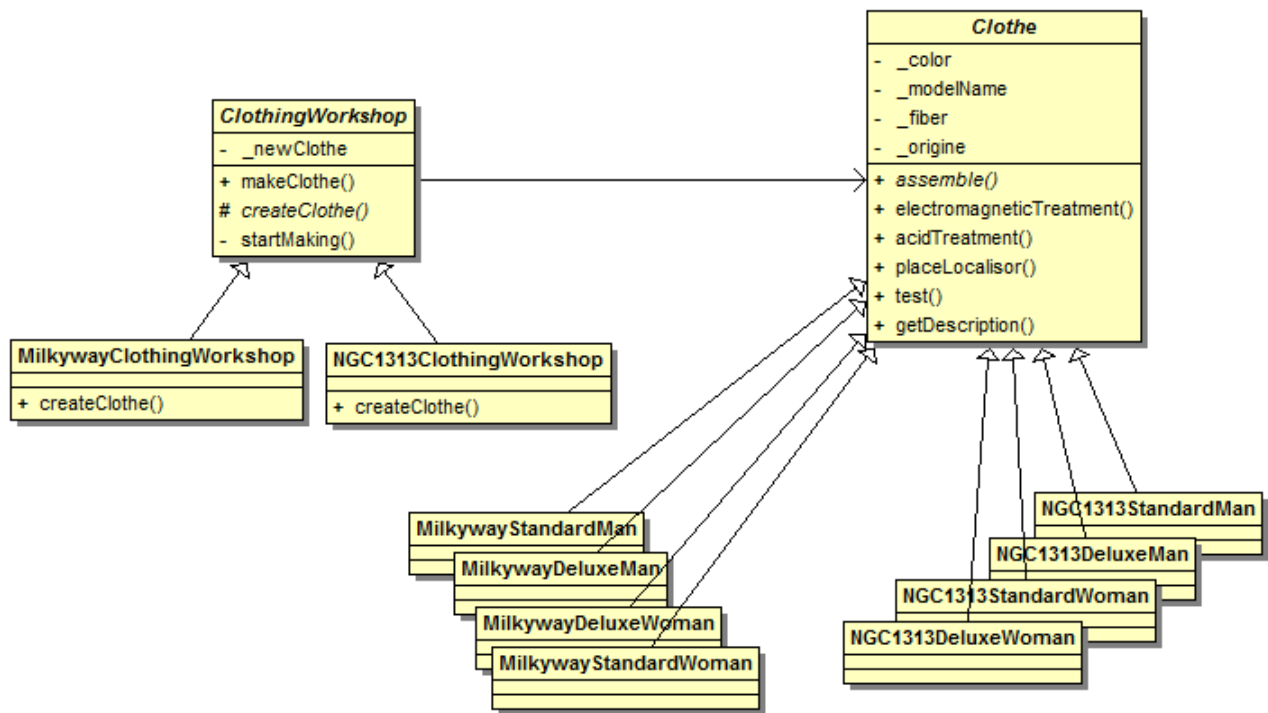 Clothe
- _color
- _modelName
- _fiber
- _origine
+ assemble()
+ electromagneticTreatment()
+ acidTreatment()
+ placeLocalisor()
+ test()
+ getDescription()
ClothingWorkshop
- _newClothe
+ makeClothe()
# createClothe()
- startMaking()
MilkywayClothingWorkshop
+ createClothe()
NGC1313ClothingWorkshop
+ createClothe()
MilkywayStandardMan
MilkywayDeluxeMan
MilkywayDeluxeWoman
MilkywayStandardWoman
NGC1313StandardMan
NGC1313DeluxeMan
NGC1313StandardWoman
NGC1313DeluxeWoman